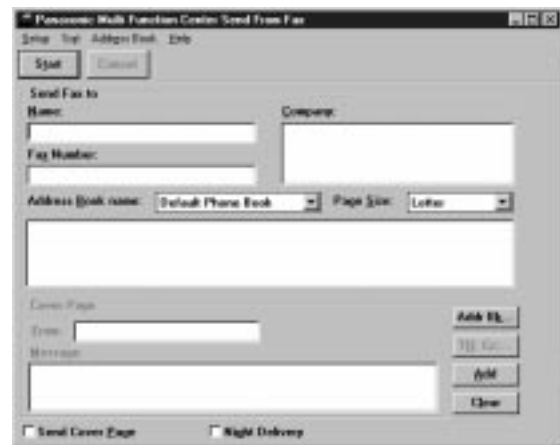 Panasonic Multi Function Center Send From Fax
Setup Address Book Help
Start Cancel
Send Fax to
Name: Company:
Fax Number:
Address Book name: Default Phone Book Page Size: Letter
Cover Page
From:
Message:
Addr Bk...
Add
Clear
Send Cover Page Night Delivery